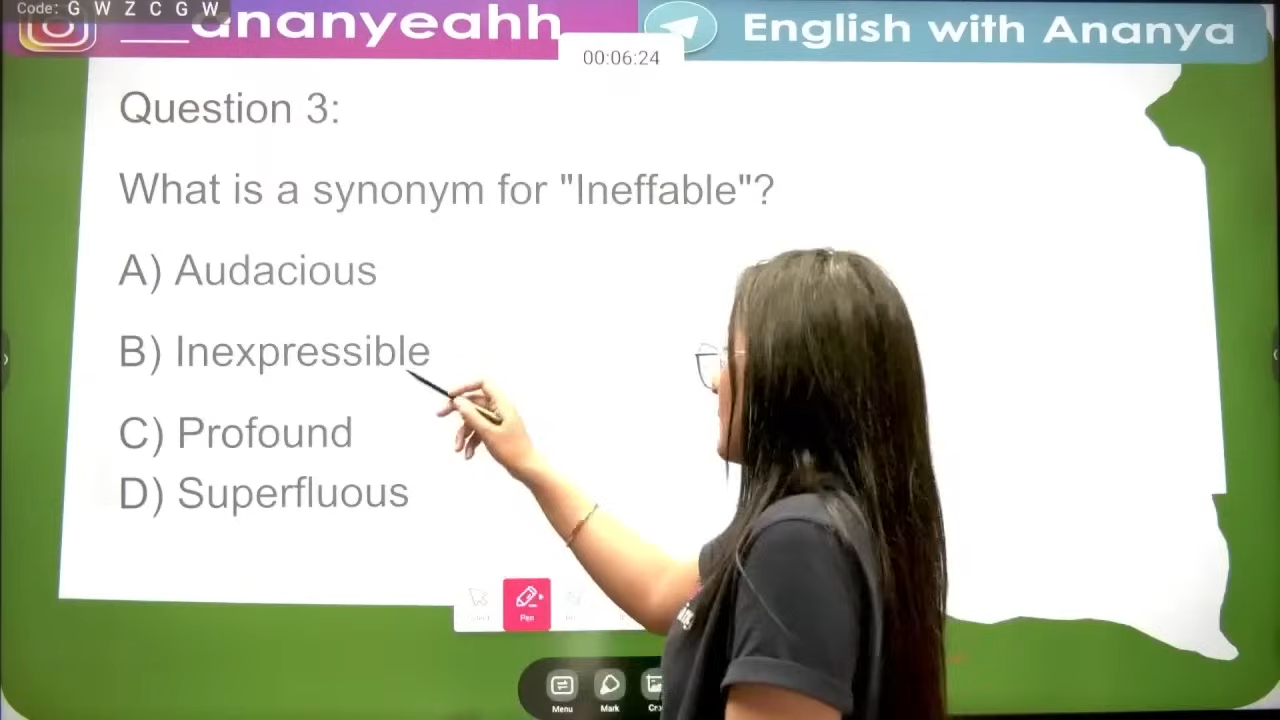 Code: G W Z C G W
___ananyeahh
English with Ananya
00:06:24
Question 3:
What is a synonym for "Ineffable"?
A) Audacious
B) Inexpressible
C) Profound
D) Superfluous
Pen
Menu
Mark